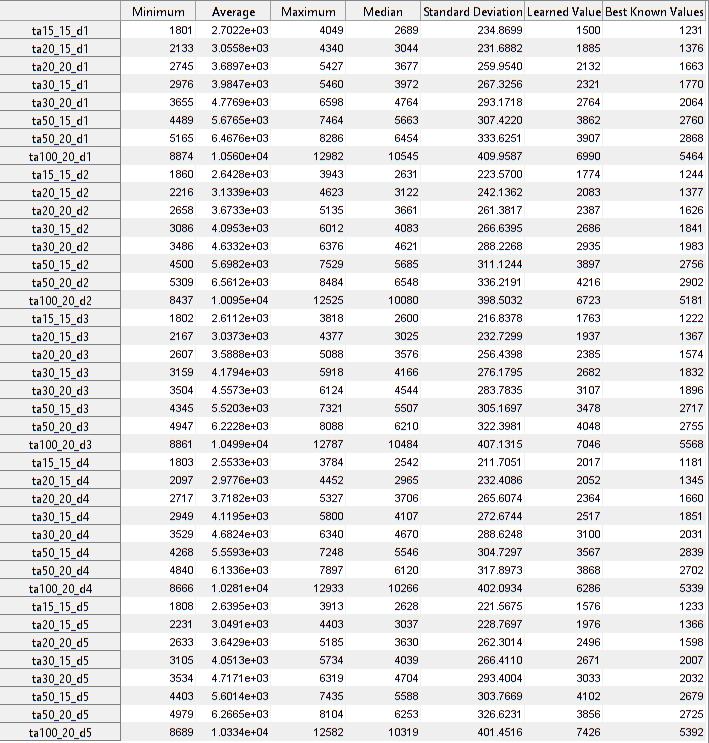 Minimum Average Maximum Median Standard Deviation Learned Value Best Known Values
ta15_15_d1 1801 2.7022e+03 4049 2689 234.8699 1500 1231
ta20_15_d1 2133 3.0558e+03 4340 3044 231.6882 1885 1376
ta20_20_d1 2745 3.6897e+03 5427 3677 259.9540 2132 1663
ta30_15_d1 2976 3.9847e+03 5460 3972 267.3256 2321 1770
ta30_20_d1 3655 4.7769e+03 6598 4764 293.1718 2764 2064
ta50_15_d1 4489 5.6765e+03 7464 5663 307.4220 3862 2760
ta50_20_d1 5165 6.4676e+03 8286 6454 333.6251 3907 2868
ta100_20_d1 8874 1.0560e+04 12982 10545 409.9587 6990 5464
ta15_15_d2 1860 2.6428e+03 3943 2631 223.5700 1774 1244
ta20_15_d2 2216 3.1339e+03 4623 3122 242.1362 2083 1377
ta20_20_d2 2658 3.6733e+03 5135 3661 261.3817 2387 1626
ta30_15_d2 3086 4.0953e+03 6012 4083 266.6395 2686 1841
ta30_20_d2 3486 4.6332e+03 6376 4621 288.2268 2935 1983
ta50_15_d2 4500 5.6982e+03 7529 5685 311.1244 3897 2756
ta50_20_d2 5309 6.5612e+03 8484 6548 336.2191 4216 2902
ta100_20_d2 8437 1.0095e+04 12525 10080 398.5032 6723 5181
ta15_15_d3 1802 2.6112e+03 3818 2600 216.8378 1763 1222
ta20_15_d3 2167 3.0373e+03 4377 3025 232.7299 1937 1367
ta20_20_d3 2607 3.5888e+03 5088 3576 256.4398 2385 1574
ta30_15_d3 3159 4.1794e+03 5918 4166 276.1795 2682 1832
ta30_20_d3 3504 4.5573e+03 6124 4544 283.7835 3107 1896
ta50_15_d3 4345 5.5203e+03 7321 5507 305.1697 3478 2717
ta50_20_d3 4947 6.2228e+03 8088 6210 322.3981 4048 2755
ta100_20_d3 8861 1.0499e+04 12787 10484 407.1315 7046 5568
ta15_15_d4 1803 2.5533e+03 3784 2542 211.7051 2017 1181
ta20_15_d4 2097 2.9776e+03 4452 2965 232.4086 2052 1345
ta20_20_d4 2717 3.7182e+03 5327 3706 265.6074 2364 1660
ta30_15_d4 2949 4.1195e+03 5800 4107 272.6744 2517 1851
ta30_20_d4 3529 4.6824e+03 6340 4670 288.6248 3100 2031
ta50_15_d4 4268 5.5593e+03 7248 5546 304.7297 3567 2839
ta50_20_d4 4840 6.1336e+03 7897 6120 317.8973 3868 2702
ta100_20_d4 8666 1.0281e+04 12933 10266 402.0934 6286 5339
ta15_15_d5 1808 2.6395e+03 3913 2628 221.5675 1576 1233
ta20_15_d5 2231 3.0491e+03 4403 3037 228.7697 1976 1366
ta20_20_d5 2633 3.6429e+03 5185 3630 262.3014 2496 1598
ta30_15_d5 3105 4.0513e+03 5734 4039 266.4110 2671 2007
ta30_20_d5 3534 4.7171e+03 6319 4704 293.4004 3033 2032
ta50_15_d5 4403 5.6014e+03 7435 5588 303.7669 4102 2679
ta50_20_d5 4979 6.2665e+03 8104 6253 326.6231 3856 2725
ta100_20_d5 8689 1.0334e+04 12582 10319 401.4516 7426 5392